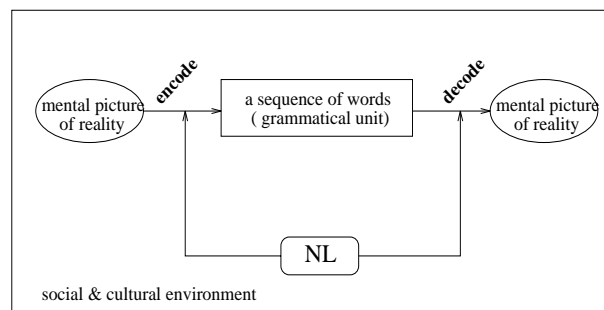 encode
decode
mental picture
of reality
a sequence of words
( grammatical unit)
mental picture
of reality
NL
social & cultural environment